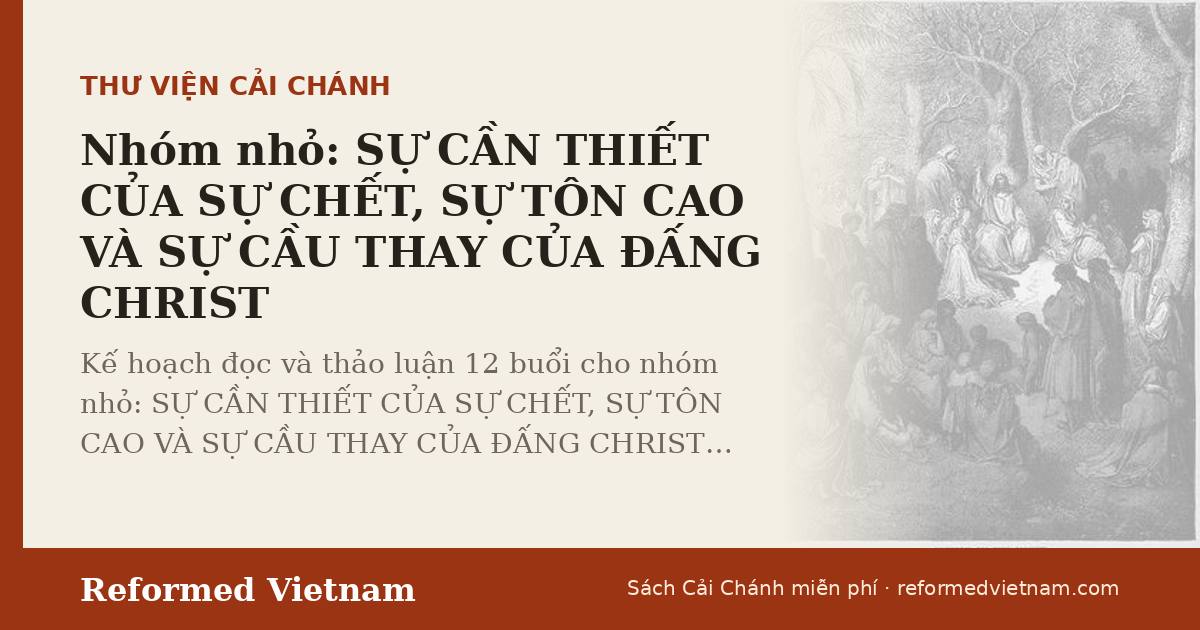 THƯ VIỆN CẢI CHÁNH
Nhóm nhỏ: SỰ CẦN THIẾT
CỦA SỰ CHẾT, SỰ TÔN CAO
VÀ SỰ CẦU THAY CỦA ĐẤNG
CHRIST
Kế hoạch đọc và thảo luận 12 buổi cho nhóm
nhỏ: SỰ CẦN THIẾT CỦA SỰ CHẾT, SỰ TÔN
CAO VÀ SỰ CẦU THAY CỦA ĐẤNG CHRIST…
Reformed Vietnam
Sách Cải Chánh miễn phí · reformedvietnam.com